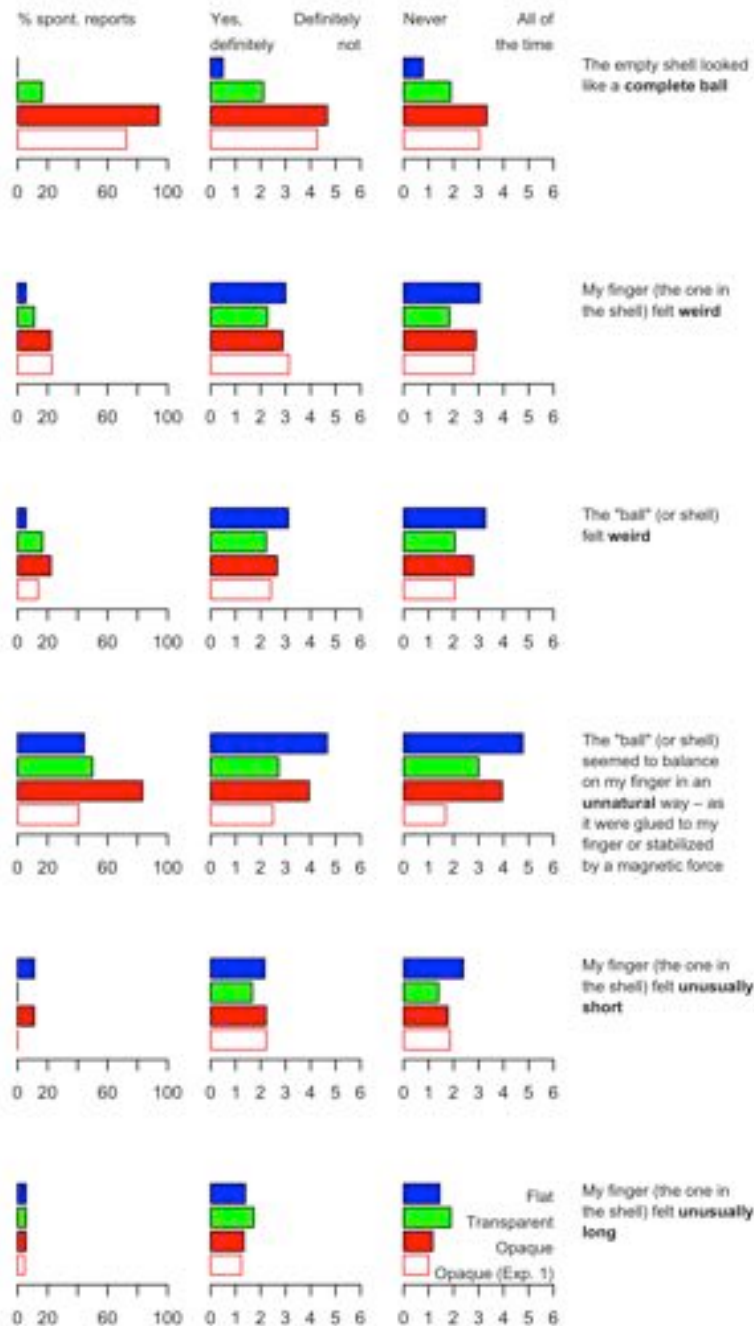 % spont. reports
Yes, Definitely
definitely not
Never All of
the time
The empty shell looked
like a complete ball
0 20 60 100
0 1 2 3 4 5 6
0 1 2 3 4 5 6
My finger (the one in
the shell) felt weird
0 20 60 100
0 1 2 3 4 5 6
0 1 2 3 4 5 6
The "ball" (or shell)
felt weird
0 20 60 100
0 1 2 3 4 5 6
0 1 2 3 4 5 6
The "ball" (or shell)
seemed to balance
on my finger in an
unnatural way – as
it were glued to my
finger or stabilized
by a magnetic force
0 20 60 100
0 1 2 3 4 5 6
0 1 2 3 4 5 6
My finger (the one in
the shell) felt unusually
short
0 20 60 100
0 1 2 3 4 5 6
0 1 2 3 4 5 6
Flat
Transparent
Opaque
Opaque (Exp. 1)
My finger (the one in
the shell) felt unusually
long
0 20 60 100
0 1 2 3 4 5 6
0 1 2 3 4 5 6